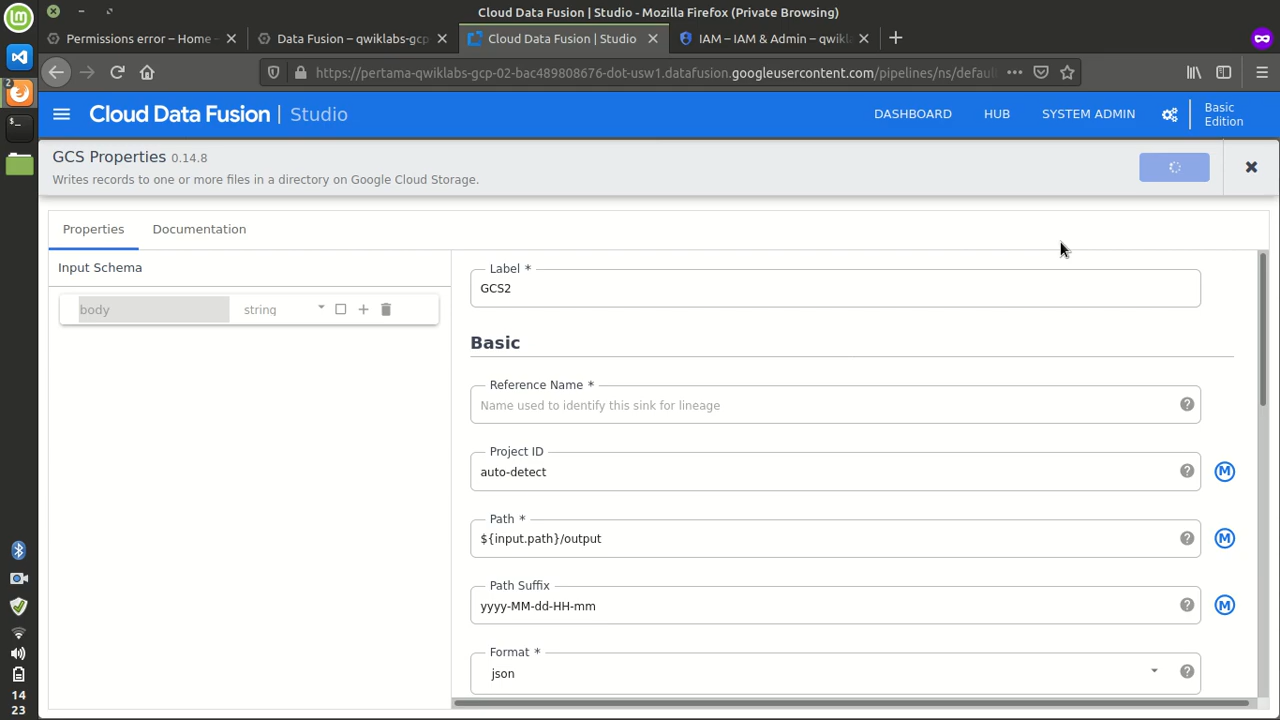 Cloud Data Fusion | Studio - Mozilla Firefox (Private Browsing)
Permissions error – Home -
Data Fusion – qwiklabs-gcp
Cloud Data Fusion | Studio
IAM – IAM & Admin – qwikl
2
https://pertama-qwiklabs-gcp-02-bac489808676-dot-usw1.datafusion.googleusercontent.com/pipelines/ns/defau
$_
Cloud Data Fusion | Studio
DASHBOARD
HUB
SYSTEM ADMIN
Basic
Edition
GCS Properties 0.14.8
Writes records to one or more files in a directory on Google Cloud Storage.
Properties
Documentation
Input Schema
body
string
Label *
GCS2
Basic
Reference Name *
Name used to identify this sink for lineage
?
Project ID
auto-detect
?
M
Path *
${input.path}/output
?
M
Path Suffix
yyyy-MM-dd-HH-mm
?
M
Format *
json
?
14
23